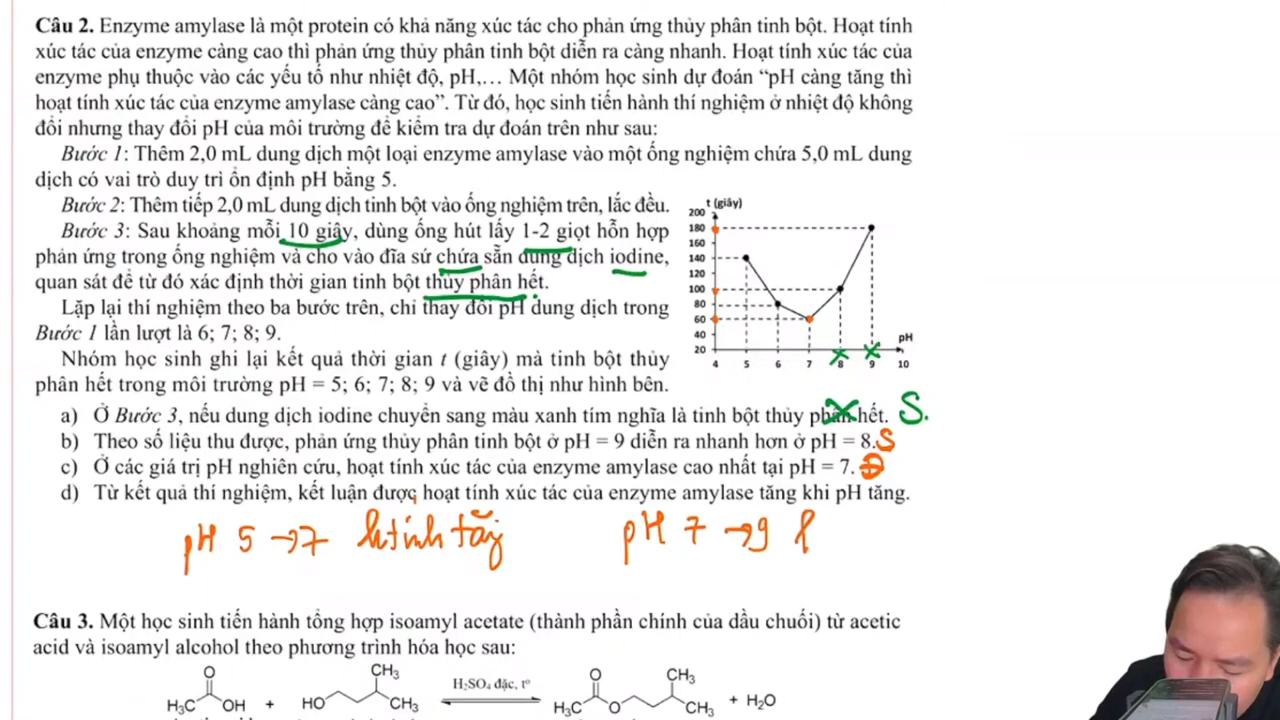 Câu 2. Enzyme amylase là một protein có khả năng xúc tác cho phản ứng thủy phân tinh bột. Hoạt tính
xúc tác của enzyme càng cao thì phản ứng thủy phân tinh bột diễn ra càng nhanh. Hoạt tính xúc tác của
enzyme phụ thuộc vào các yếu tố như nhiệt độ, pH,… Một nhóm học sinh dự đoán “pH càng tăng thì
hoạt tính xúc tác của enzyme amylase càng cao”. Từ đó, học sinh tiến hành thí nghiệm ở nhiệt độ không
đổi nhưng thay đổi pH của môi trường để kiểm tra dự đoán trên như sau:
Bước 1: Thêm 2,0 mL dung dịch một loại enzyme amylase vào một ống nghiệm chứa 5,0 mL dung
dịch có vai trò duy trì ổn định pH bằng 5.
Bước 2: Thêm tiếp 2,0 mL dung dịch tinh bột vào ống nghiệm trên, lắc đều.
Bước 3: Sau khoảng mỗi 10 giây, dùng ống hút lấy 1-2 giọt hỗn hợp
phản ứng trong ống nghiệm và cho vào đĩa sứ chứa sẵn dung dịch iodine,
quan sát để từ đó xác định thời gian tinh bột thủy phân hết.
Lặp lại thí nghiệm theo ba bước trên, chỉ thay đổi pH dung dịch trong
Bước 1 lần lượt là 6; 7; 8; 9.
Nhóm học sinh ghi lại kết quả thời gian t (giây) mà tinh bột thủy
phân hết trong môi trường pH = 5; 6; 7; 8; 9 và vẽ đồ thị như hình bên.
t (giây)
200
180
160
140
120
100
80
60
40
20
pH
4 5 6 7 8 9 10
a) Ở Bước 3, nếu dung dịch iodine chuyển sang màu xanh tím nghĩa là tinh bột thủy phân hết. S.
b) Theo số liệu thu được, phản ứng thủy phân tinh bột ở pH = 9 diễn ra nhanh hơn ở pH = 8. S
c) Ở các giá trị pH nghiên cứu, hoạt tính xúc tác của enzyme amylase cao nhất tại pH = 7. Đ
d) Từ kết quả thí nghiệm, kết luận được hoạt tính xúc tác của enzyme amylase tăng khi pH tăng.
pH 5 → 7 htính tăng pH 7 → 9
Câu 3. Một học sinh tiến hành tổng hợp isoamyl acetate (thành phần chính của dầu chuối) từ acetic
acid và isoamyl alcohol theo phương trình hóa học sau:
O CH₃ H₂SO₄ đặc, tº O CH₃
H₃C OH + HO CH₃ H₃C O CH₃ + H₂O